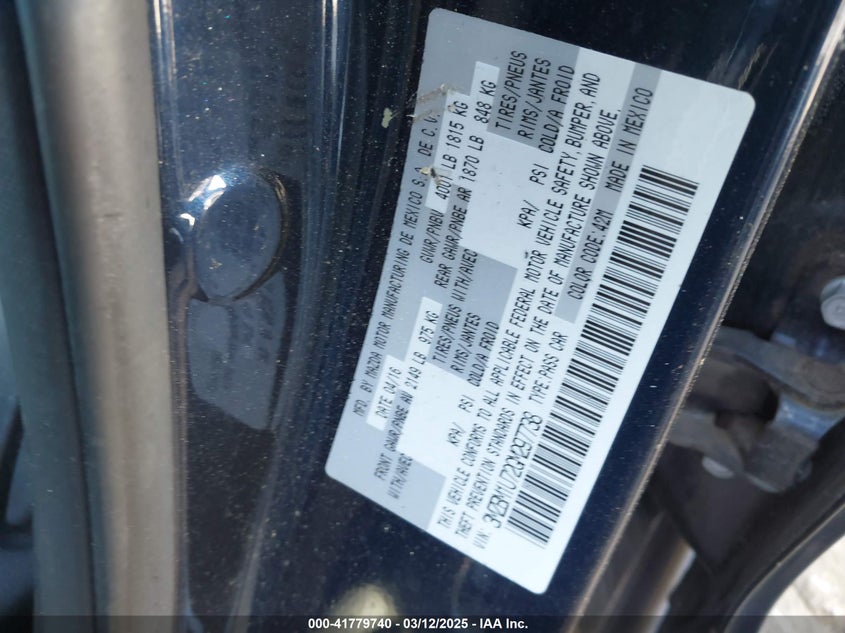 MFD. BY MAZDA MOTOR MANUFACTURING DE MEXICO S.A. DE C.V.
DATE 04/16 GVWR/PNBV 4001 LB 1815 KG
FRONT GAWR/PNBE AV 2149 LB 975 KG REAR GAWR/PNBE AR 1870 LB 848 KG
WITH/AVEC TIRES/PNEUS WITH/AVEC TIRES/PNEUS
RIMS/JANTES RIMS/JANTES
KPA/ PSI COLD/A FROID KPA/ PSI COLD/A FROID
THIS VEHICLE CONFORMS TO ALL APPLICABLE FEDERAL MOTOR VEHICLE SAFETY, BUMPER, AND
THEFT PREVENTION STANDARDS IN EFFECT ON THE DATE OF MANUFACTURE SHOWN ABOVE.
VIN: 3MZBM1U72GM297736 TYPE:PASS CAR COLOR CODE:42M MADE IN MEXICO
000-41779740 - 03/12/2025 - IAA Inc.